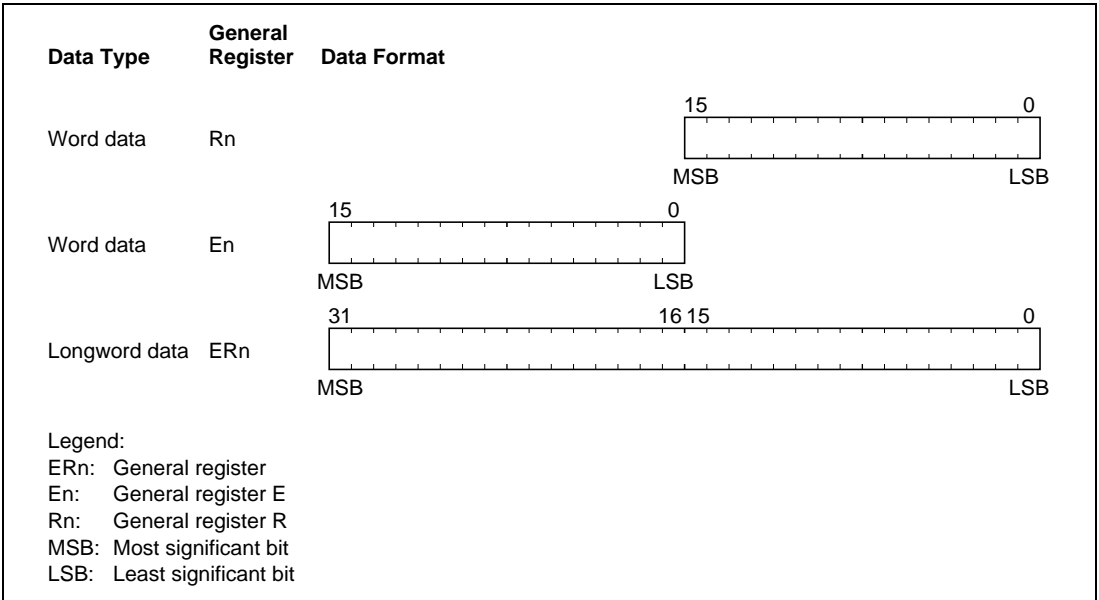 General
Data Type Register Data Format
15 0
Word data Rn
MSB LSB
15 0
Word data En
MSB LSB
31 16 15 0
Longword data ERn
MSB LSB
Legend:
ERn: General register
En: General register E
Rn: General register R
MSB: Most significant bit
LSB: Least significant bit